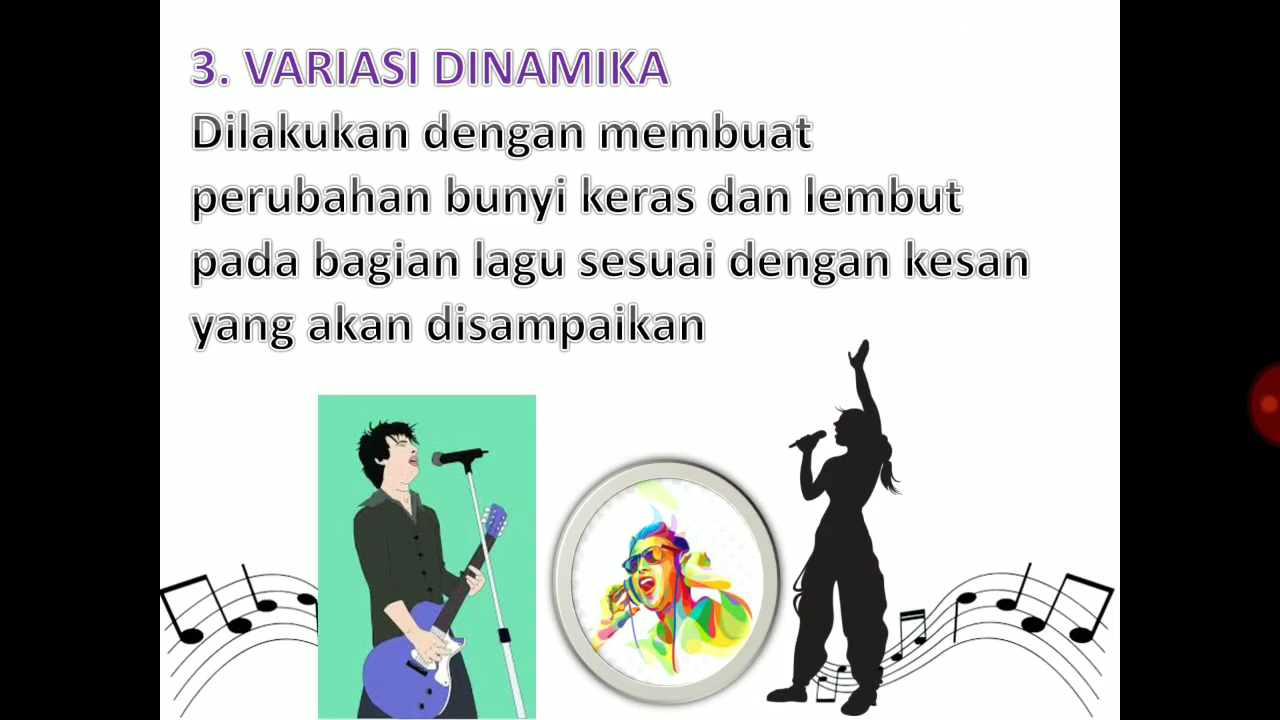 3. VARIASI DINAMIKA
Dilakukan dengan membuat
perubahan bunyi keras dan lembut
pada bagian lagu sesuai dengan kesan
yang akan disampaikan